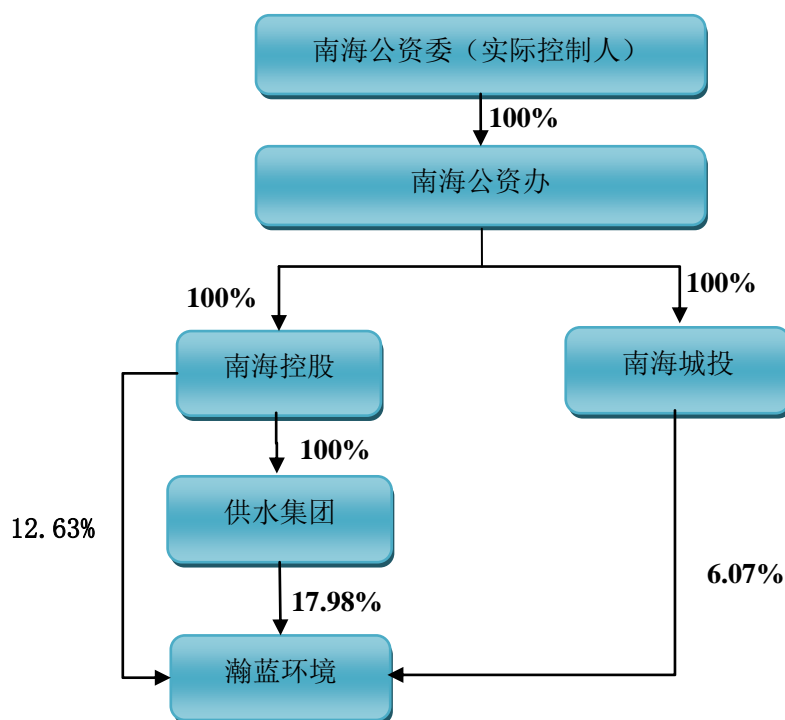 南海公资委（实际控制人）
100%
南海公资办
100%
100%
南海控股
南海城投
100%
供水集团
12.63%
17.98%
6.07%
瀚蓝环境